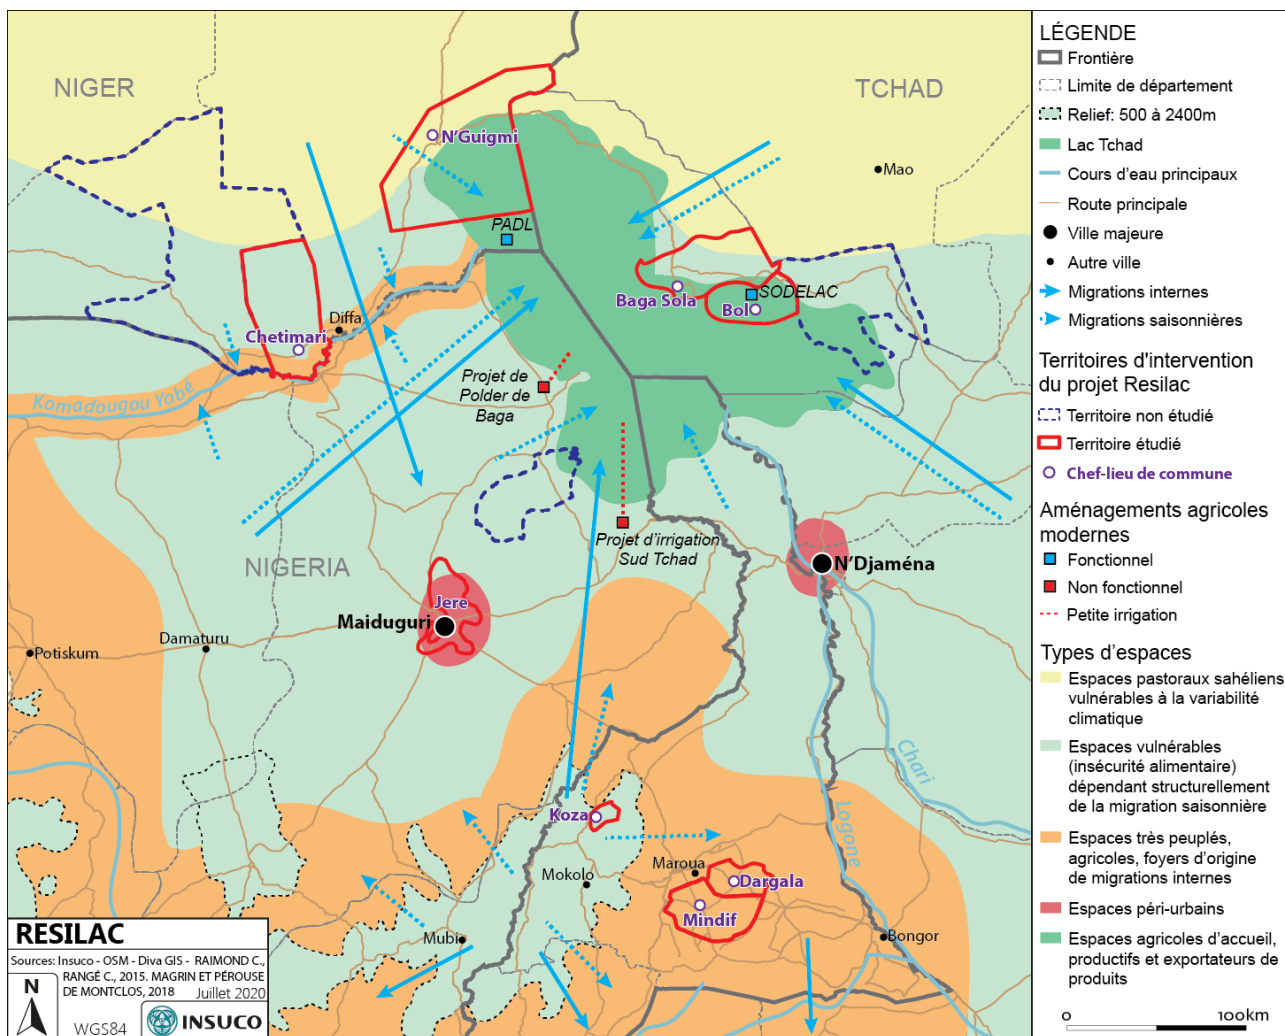 NIGER
TCHAD
N'Guigmi
Mao
PADL
SODELAC
Baga Sola
Bol
Diffa
Chetimari
Projet de
Polder de
Baga
Komadougou Yobé
Projet d'irrigation
Sud Tchad
NIGERIA
N'Djaména
Jere
Maiduguri
Damaturu
Potiskum
Chari
Logone
Koza
Maroua
Mokolo
Dargala
Mindif
Mubi
Bongor
RESILAC
Sources: Insuco - OSM - Diva GIS - RAIMOND C.,
RANGÉ C., 2015. MAGRIN ET PÉROUSE
DE MONTCLOS, 2018 Juillet 2020
N
WGS84
INSUCO
LÉGENDE
Frontière
Limite de département
Relief: 500 à 2400m
Lac Tchad
Cours d'eau principaux
Route principale
Ville majeure
Autre ville
Migrations internes
Migrations saisonnières
Territoires d'intervention
du projet Resilac
Territoire non étudié
Territoire étudié
Chef-lieu de commune
Aménagements agricoles
modernes
Fonctionnel
Non fonctionnel
Petite irrigation
Types d'espaces
Espaces pastoraux sahéliens
vulnérables à la variabilité
climatique
Espaces vulnérables
(insécurité alimentaire)
dépendant structurellement
de la migration saisonnière
Espaces très peuplés,
agricoles, foyers d'origine
de migrations internes
Espaces péri-urbains
Espaces agricoles d'accueil,
productifs et exportateurs de
produits
0 100km